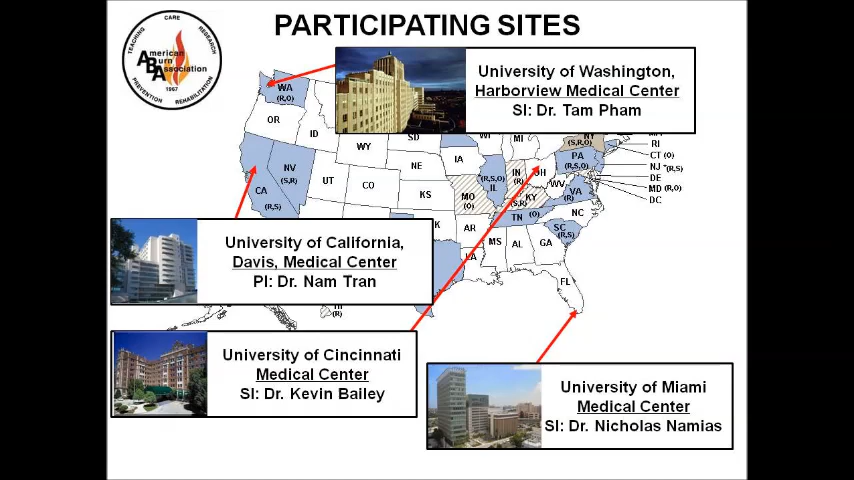 PARTICIPATING SITES
TEACHING
CARE
RESEARCH
American
Burn
Association
1967
PREVENTION
REHABILITATION
University of Washington,
Harborview Medical Center
SI: Dr. Tam Pham
WA
(R,O)
OR
ID
WY
SD
WI
MI
NY
(S,R,O)
RI
CT (O)
NJ (R,S)
DE
MD (R,O)
DC
PA
(R,S,O)
NV
(S,R)
UT
CO
NE
IA
(R,S,O)
IL
IN
(R)
OH
WV
VA
(R)
CA
(R,S)
KS
MO
(O)
KY
(S,R)
TN (O)
NC
SC
(R,S)
AR
MS
AL
GA
LA
FL
HI
(R)
University of California,
Davis, Medical Center
PI: Dr. Nam Tran
University of Cincinnati
Medical Center
SI: Dr. Kevin Bailey
University of Miami
Medical Center
SI: Dr. Nicholas Namias